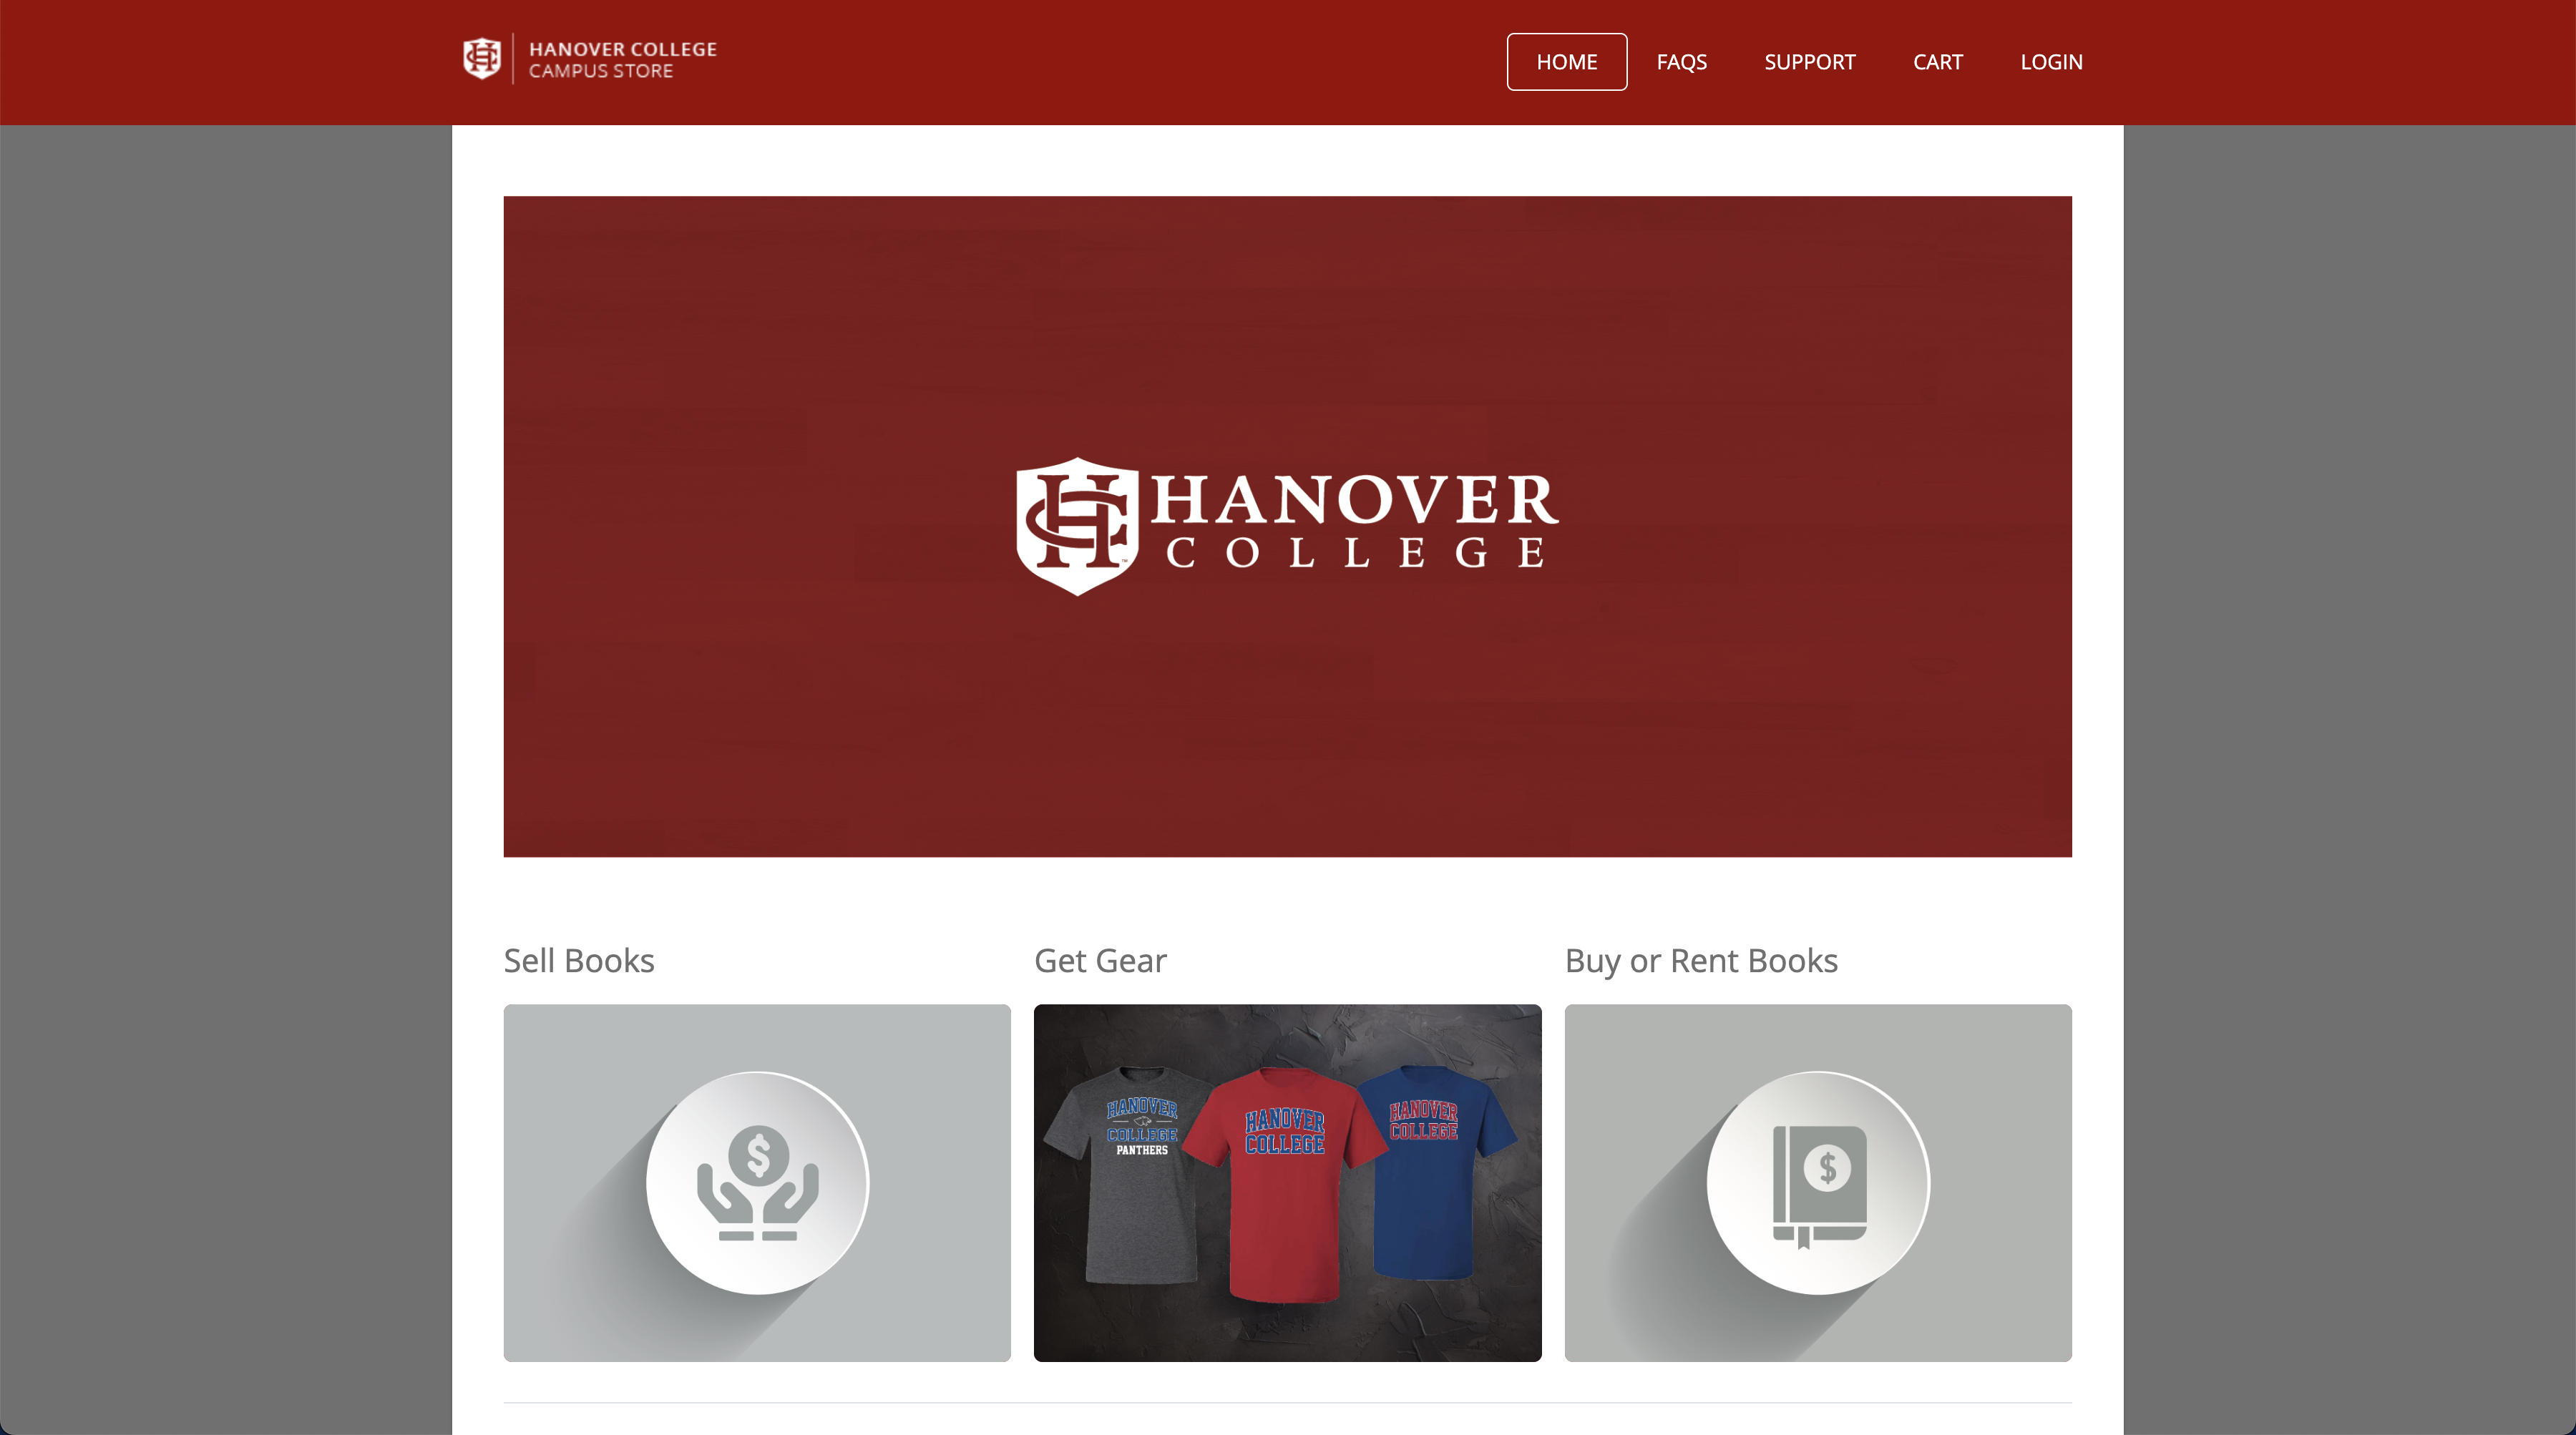 HANOVER COLLEGE
CAMPUS STORE
HOME
FAQS
SUPPORT
CART
LOGIN
HC
HANOVER
COLLEGE
Sell Books
Get Gear
Buy or Rent Books
$
HANOVER
COLLEGE
PANTHERS
HANOVER
COLLEGE
HANOVER
COLLEGE
$